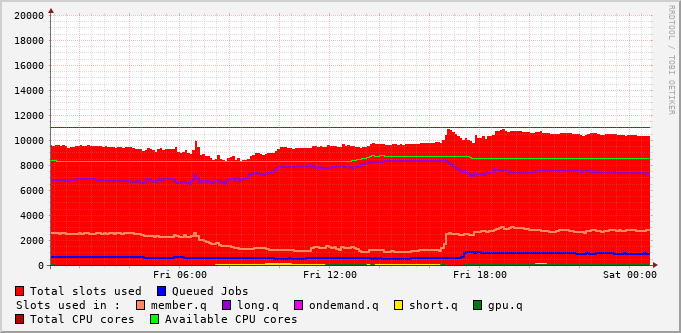 20000
18000
16000
14000
12000
10000
8000
6000
4000
2000
0
Fri 06:00 Fri 12:00 Fri 18:00 Sat 00:00
Total slots used Queued Jobs
Slots used in : member.q long.q ondemand.q short.q gpu.q
Total CPU cores Available CPU cores
RRDTOOL / TOBI OETIKER